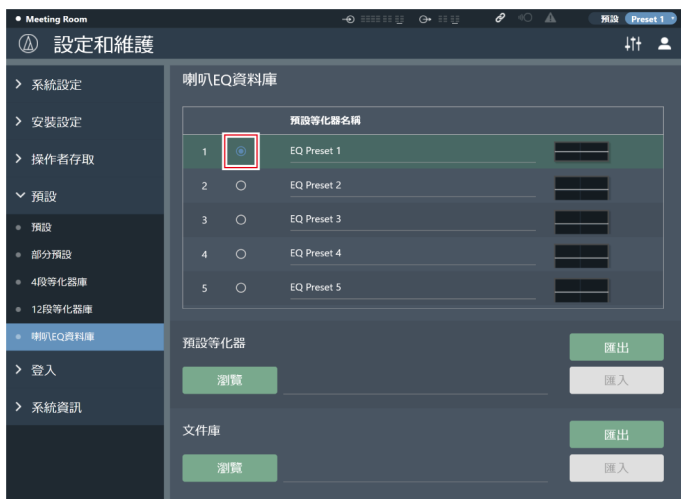 Meeting Room
預設 Preset 1
設定和維護
系統設定
安裝設定
操作者存取
預設
預設
部分預設
4段等化器庫
12段等化器庫
喇叭EQ資料庫
登入
系統資訊
喇叭EQ資料庫
預設等化器名稱
1 EQ Preset 1
2 EQ Preset 2
3 EQ Preset 3
4 EQ Preset 4
5 EQ Preset 5
預設等化器
匯出
瀏覽
匯入
文件庫
匯出
瀏覽
匯入